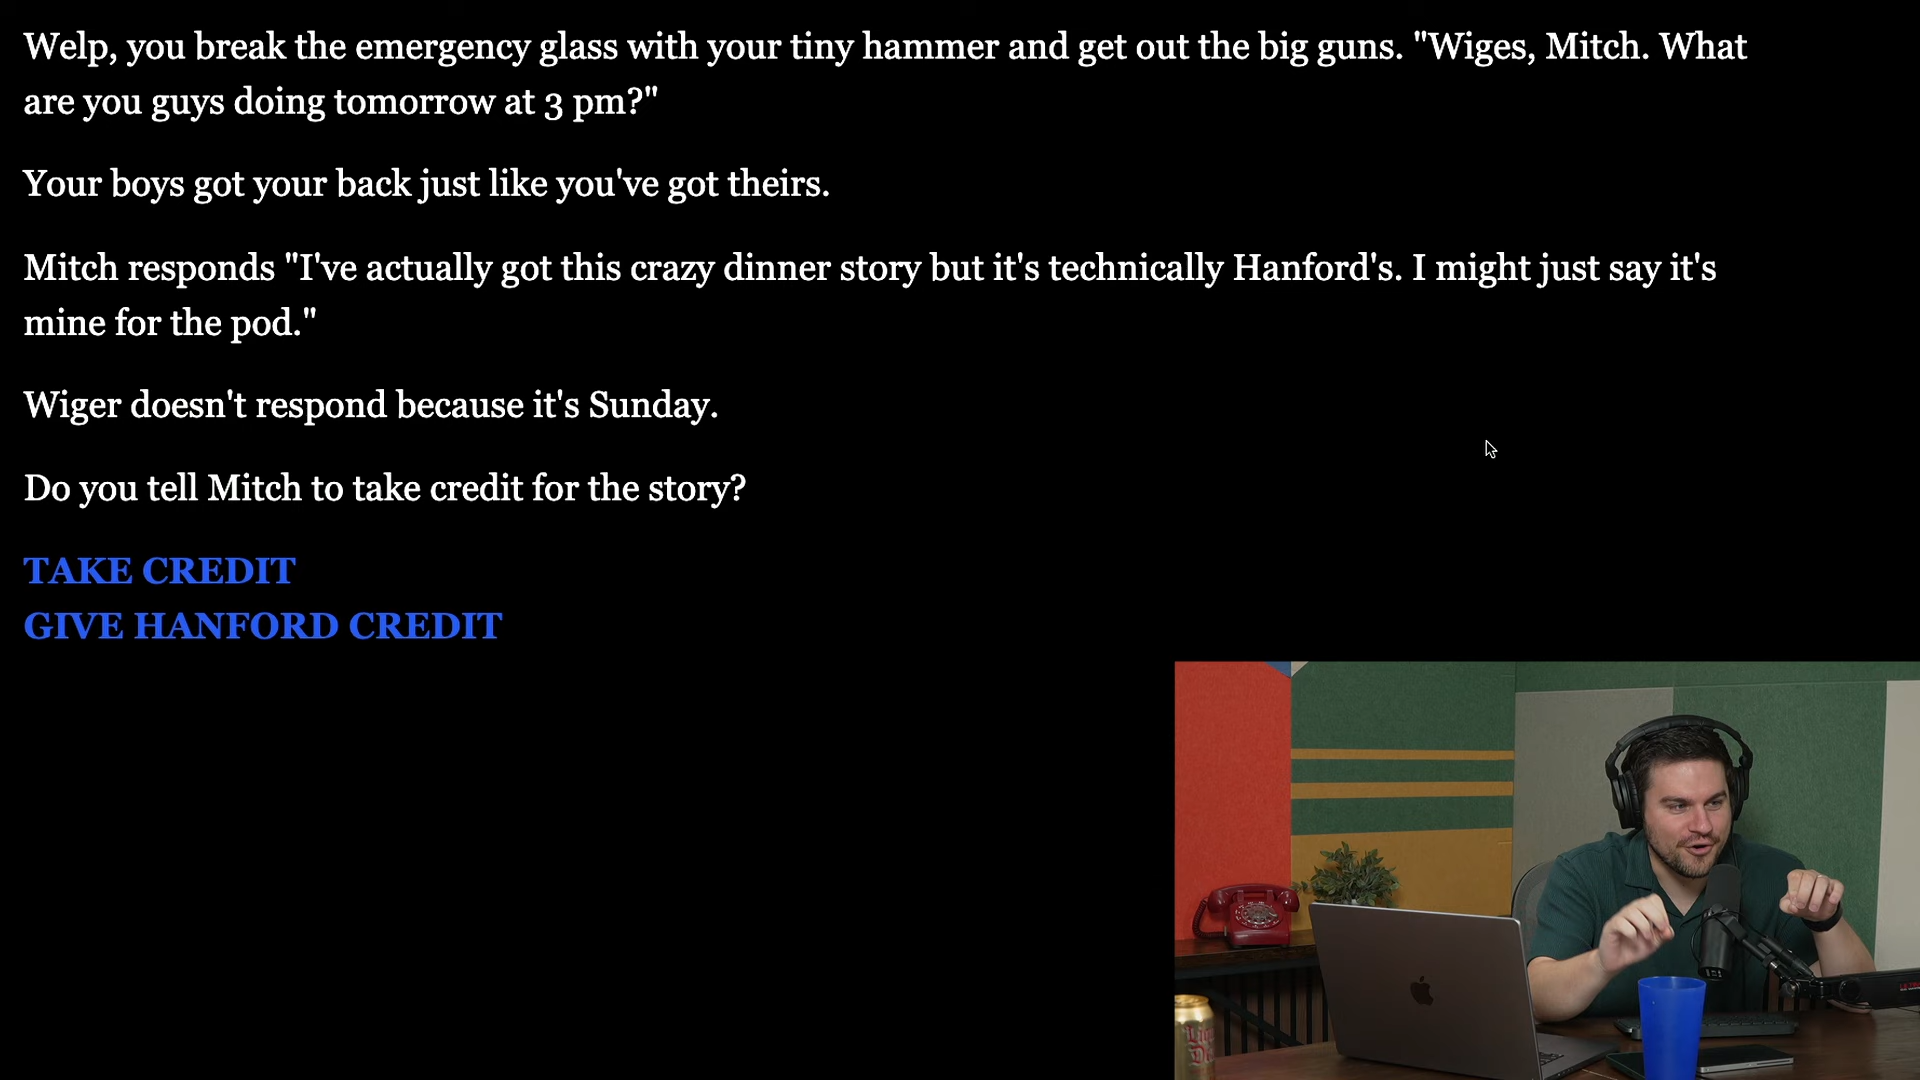 Welp, you break the emergency glass with your tiny hammer and get out the big guns. "Wiges, Mitch. What
are you guys doing tomorrow at 3 pm?"
Your boys got your back just like you've got theirs.
Mitch responds "I've actually got this crazy dinner story but it's technically Hanford's. I might just say it's
mine for the pod."
Wiger doesn't respond because it's Sunday.
Do you tell Mitch to take credit for the story?
TAKE CREDIT
GIVE HANFORD CREDIT